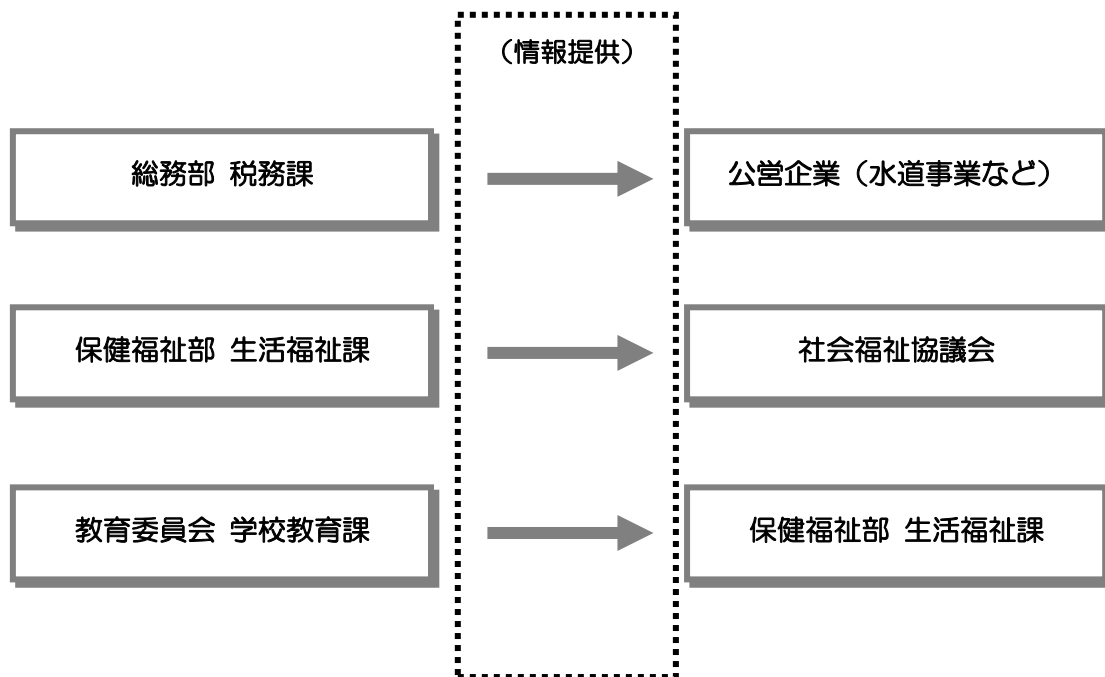 （情報提供）
総務部 税務課
公営企業（水道事業など）
保健福祉部 生活福祉課
社会福祉協議会
教育委員会 学校教育課
保健福祉部 生活福祉課